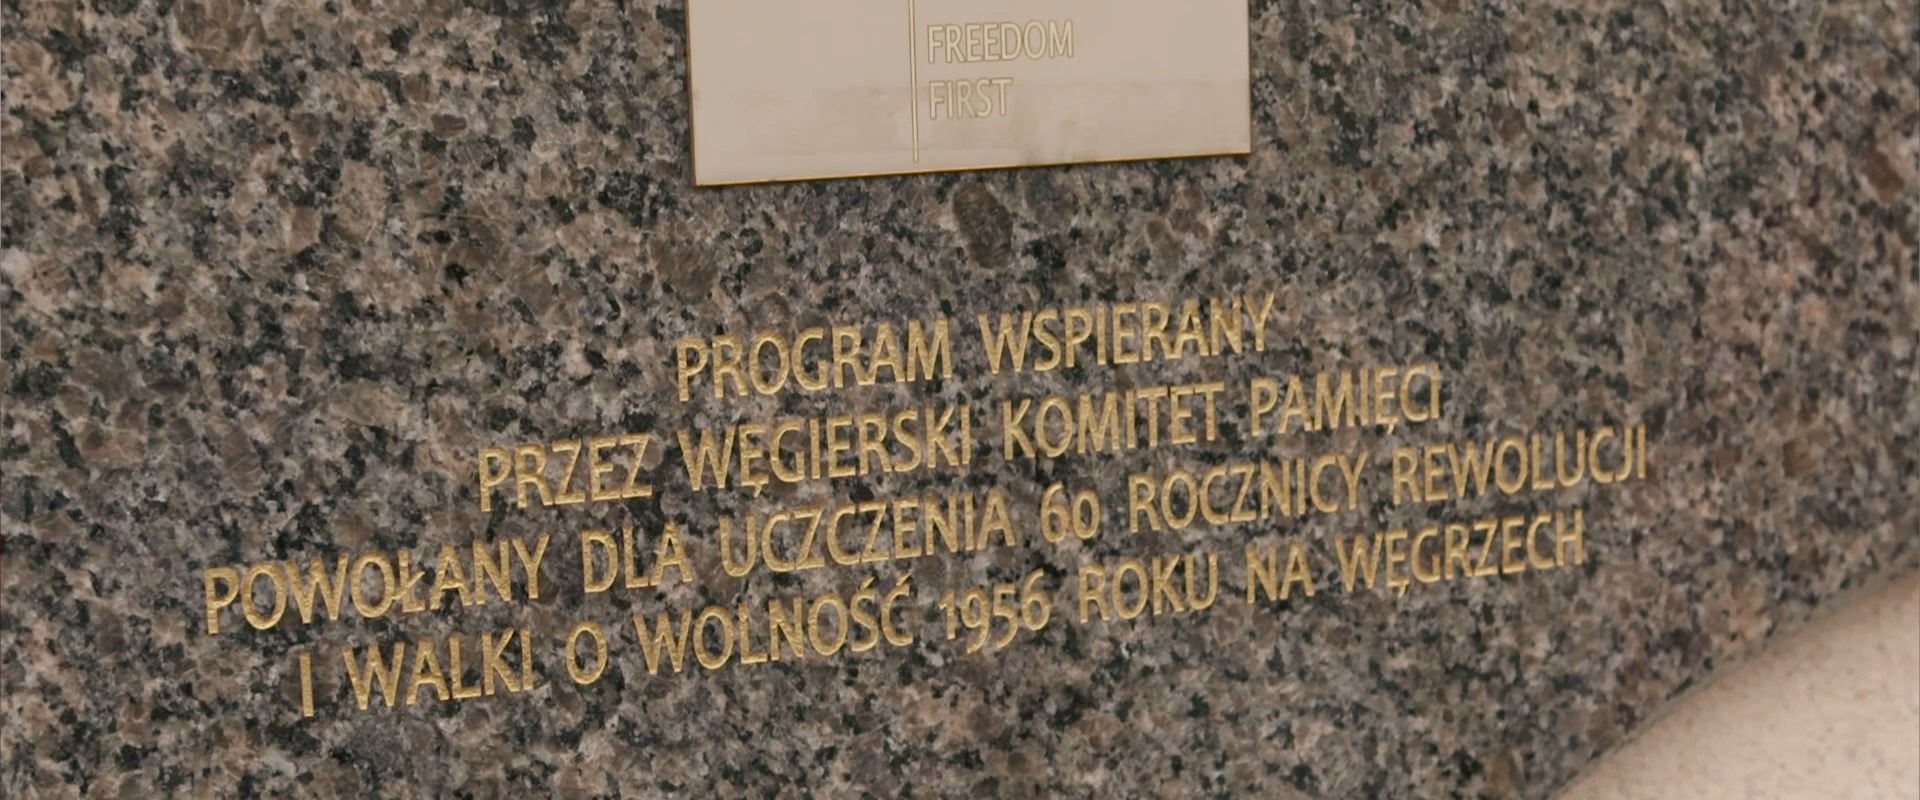 FREEDOM
FIRST
PROGRAM WSPIERANY
PRZEZ WĘGIERSKI KOMITET PAMIĘCI
POWOŁANY DLA UCZCZENIA 60 ROCZNICY REWOLUCJI
I WALKI O WOLNOŚĆ 1956 ROKU NA WĘGRZECH